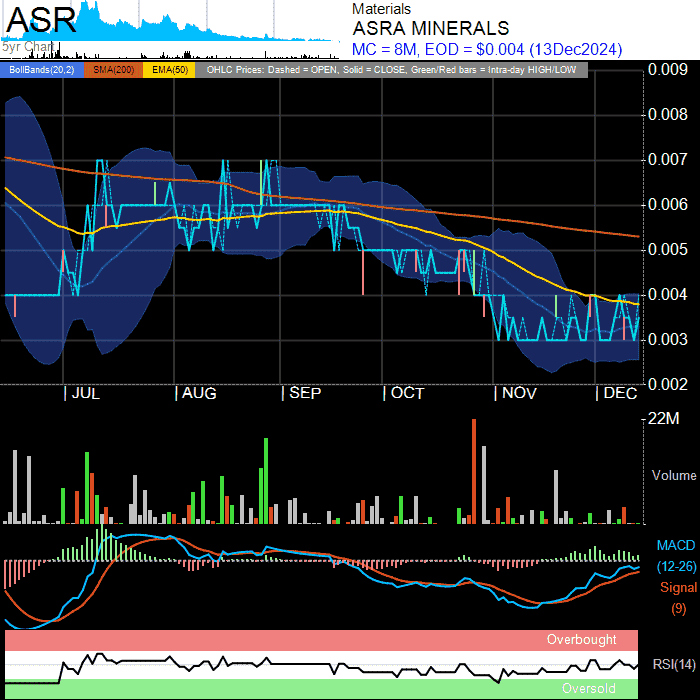 ASR
5yr Chart
Materials
ASRA MINERALS
MC = 8M, EOD = $0.004 (13Dec2024)
BollBands(20,2) SMA(200) EMA(50) OHLC Prices: Dashed = OPEN, Solid = CLOSE, Green/Red bars = Intra-day HIGH/LOW
0.009
0.008
0.007
0.006
0.005
0.004
0.003
0.002
| JUL | AUG | SEP | OCT | NOV | DEC
22M
Volume
MACD
(12-26)
Signal
(9)
Overbought
RSI(14)
Oversold